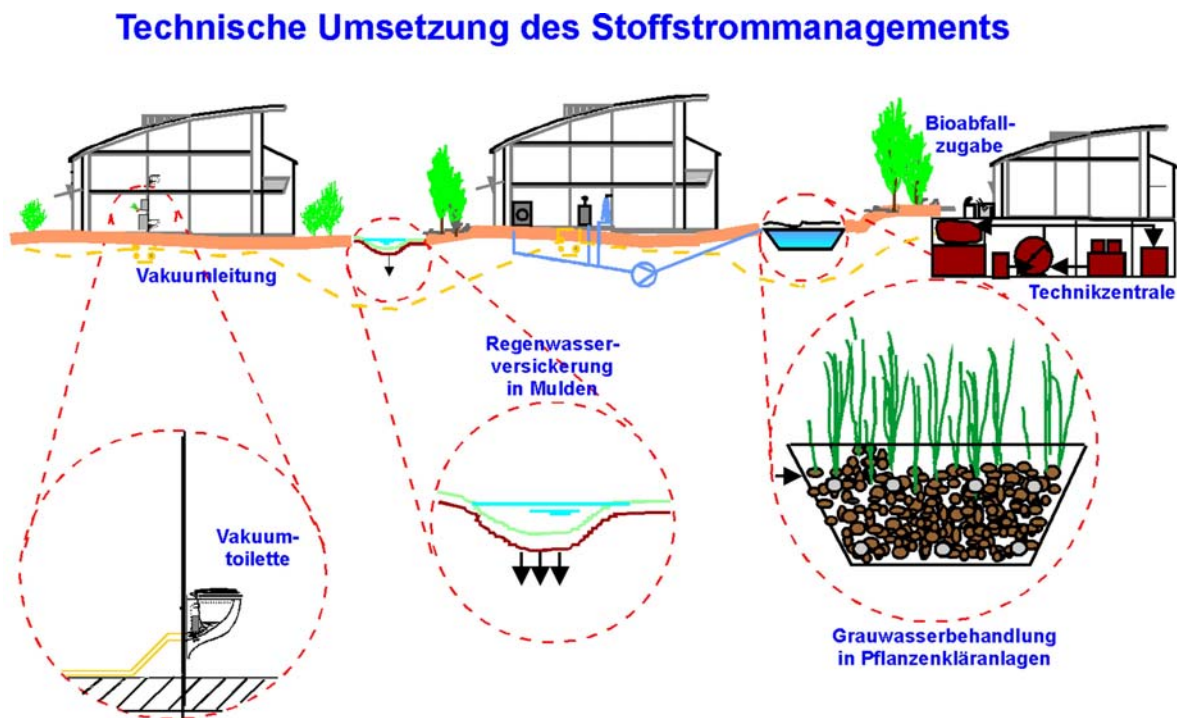 Technische Umsetzung des Stoffstrommanagements
Bioabfall-
zugabe
Vakuumleitung
Technikzentrale
Regenwasser-
versickerung
in Mulden
Vakuum-
toilette
Grauwasserbehandlung
in Pflanzenkläranlagen